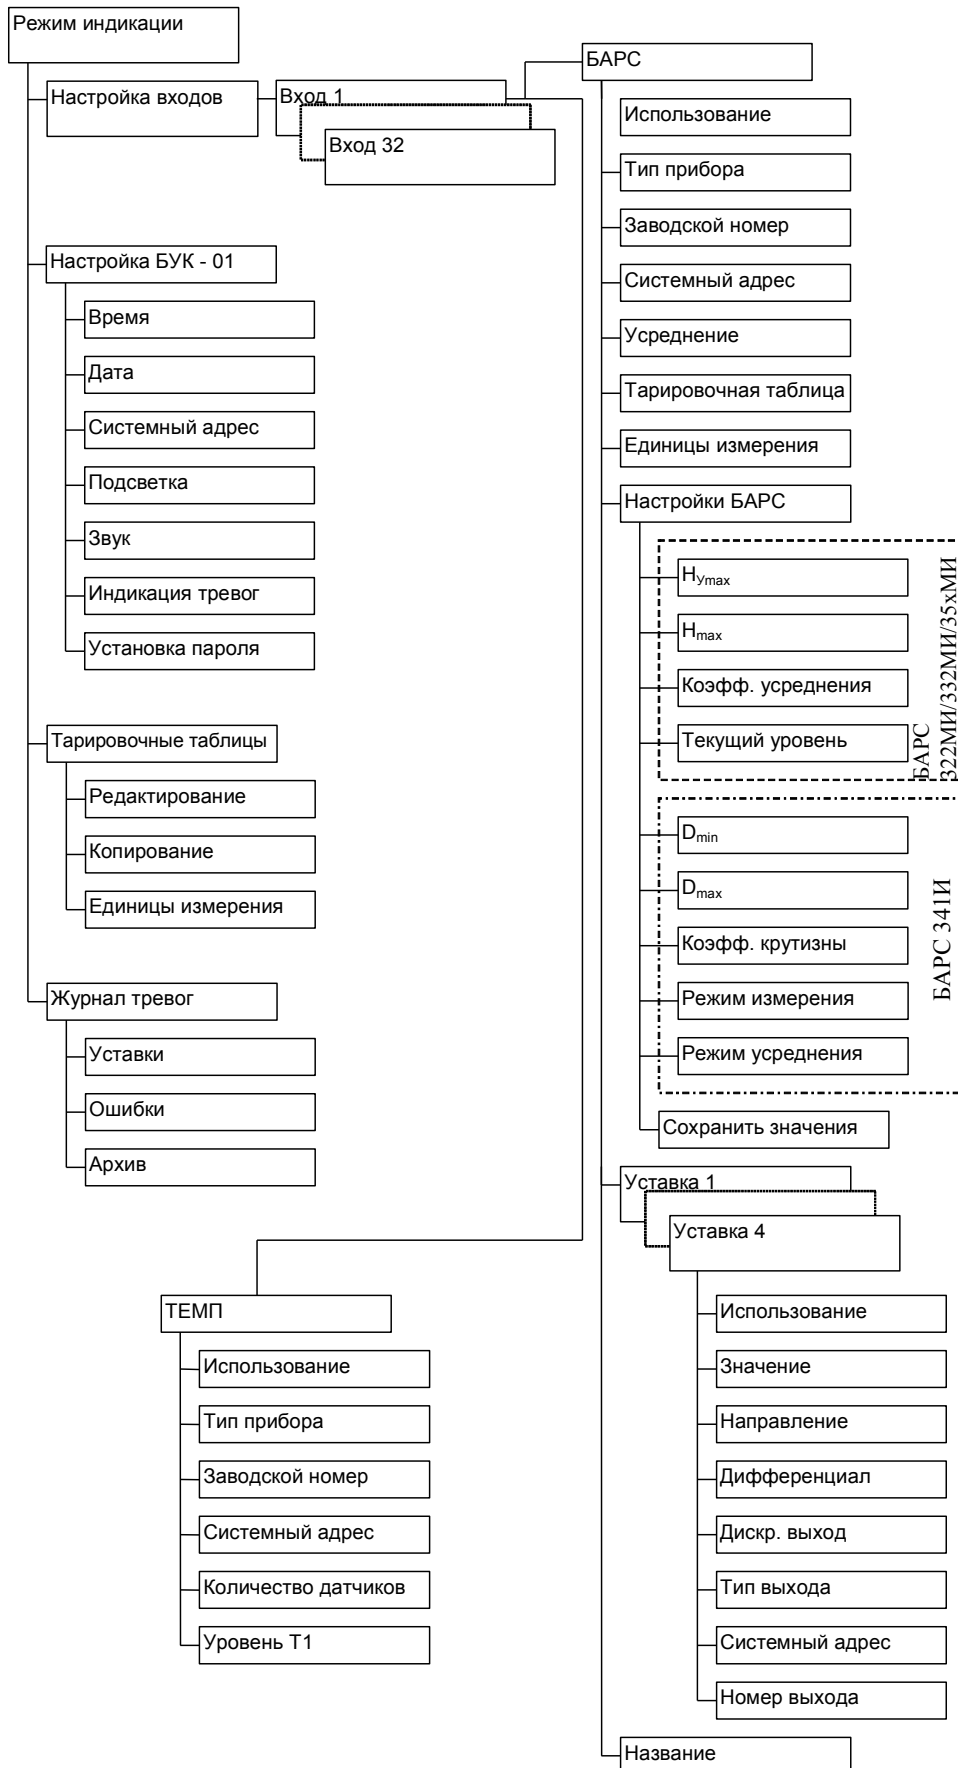 Режим индикации
Настройка входов
Вход 1
Вход 32
Настройка БУК - 01
Время
Дата
Системный адрес
Подсветка
Звук
Индикация тревог
Установка пароля
Тарировочные таблицы
Редактирование
Копирование
Единицы измерения
Журнал тревог
Уставки
Ошибки
Архив
БАРС
Использование
Тип прибора
Заводской номер
Системный адрес
Усреднение
Тарировочная таблица
Единицы измерения
Настройки БАРС
HУmax
Hmax
Коэфф. усреднения
Текущий уровень
БАРС
322МИ/332МИ/35хМИ
Dmin
Dmax
Коэфф. крутизны
Режим измерения
Режим усреднения
БАРС 341И
Сохранить значения
Уставка 1
Уставка 4
Использование
Значение
Направление
Дифференциал
Дискр. выход
Тип выхода
Системный адрес
Номер выхода
Название
ТЕМП
Использование
Тип прибора
Заводской номер
Системный адрес
Количество датчиков
Уровень Т1